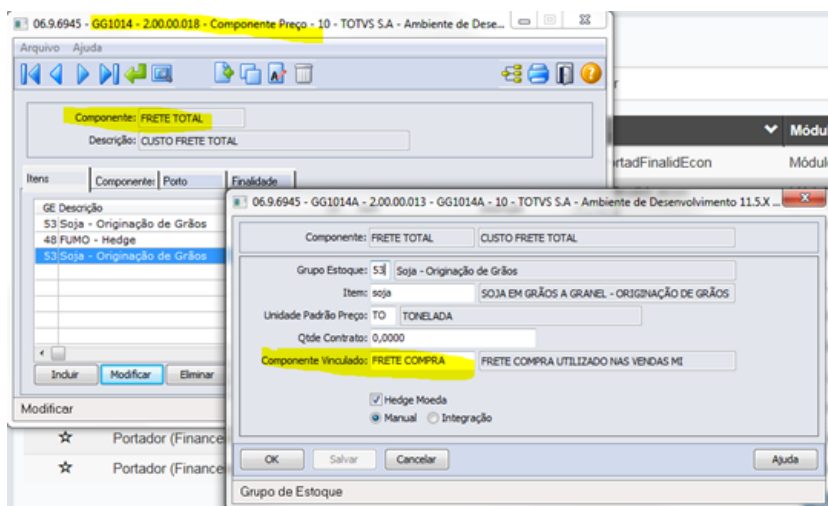 06.9.6945 - GG1014 - 2.00.00.018 - Componente Preço - 10 - TOTVS S.A - Ambiente de Dese...
Arquivo Ajuda
Componente: FRETE TOTAL
Descrição: CUSTO FRETE TOTAL
Itens Componente: Porto Finalidade
GE Descrição
53 Soja - Originação de Grãos
48 FUMO - Hedge
53 Soja - Originação de Grãos
Incluir Modificar Eliminar
Modificar
Módul
rtadFinalidEcon Módul
06.9.6945 - GG1014A - 2.00.00.013 - GG1014A - 10 - TOTVS S.A - Ambiente de Desenvolvimento 11.5.X ...
Componente: FRETE TOTAL CUSTO FRETE TOTAL
Grupo Estoque: 53 Soja - Originação de Grãos
Item: soja SOJA EM GRÃOS A GRANEL - ORIGINAÇÃO DE GRÃOS
Unidade Padrão Preço: TO TONELADA
Qtde Contrato: 0,0000
Componente Vinculado: FRETE COMPRA FRETE COMPRA UTILIZADO NAS VENDAS MI
Hedge Moeda
Manual Integração
OK Salvar Cancelar Ajuda
Grupo de Estoque
Portador (Finance
Portador (Finance